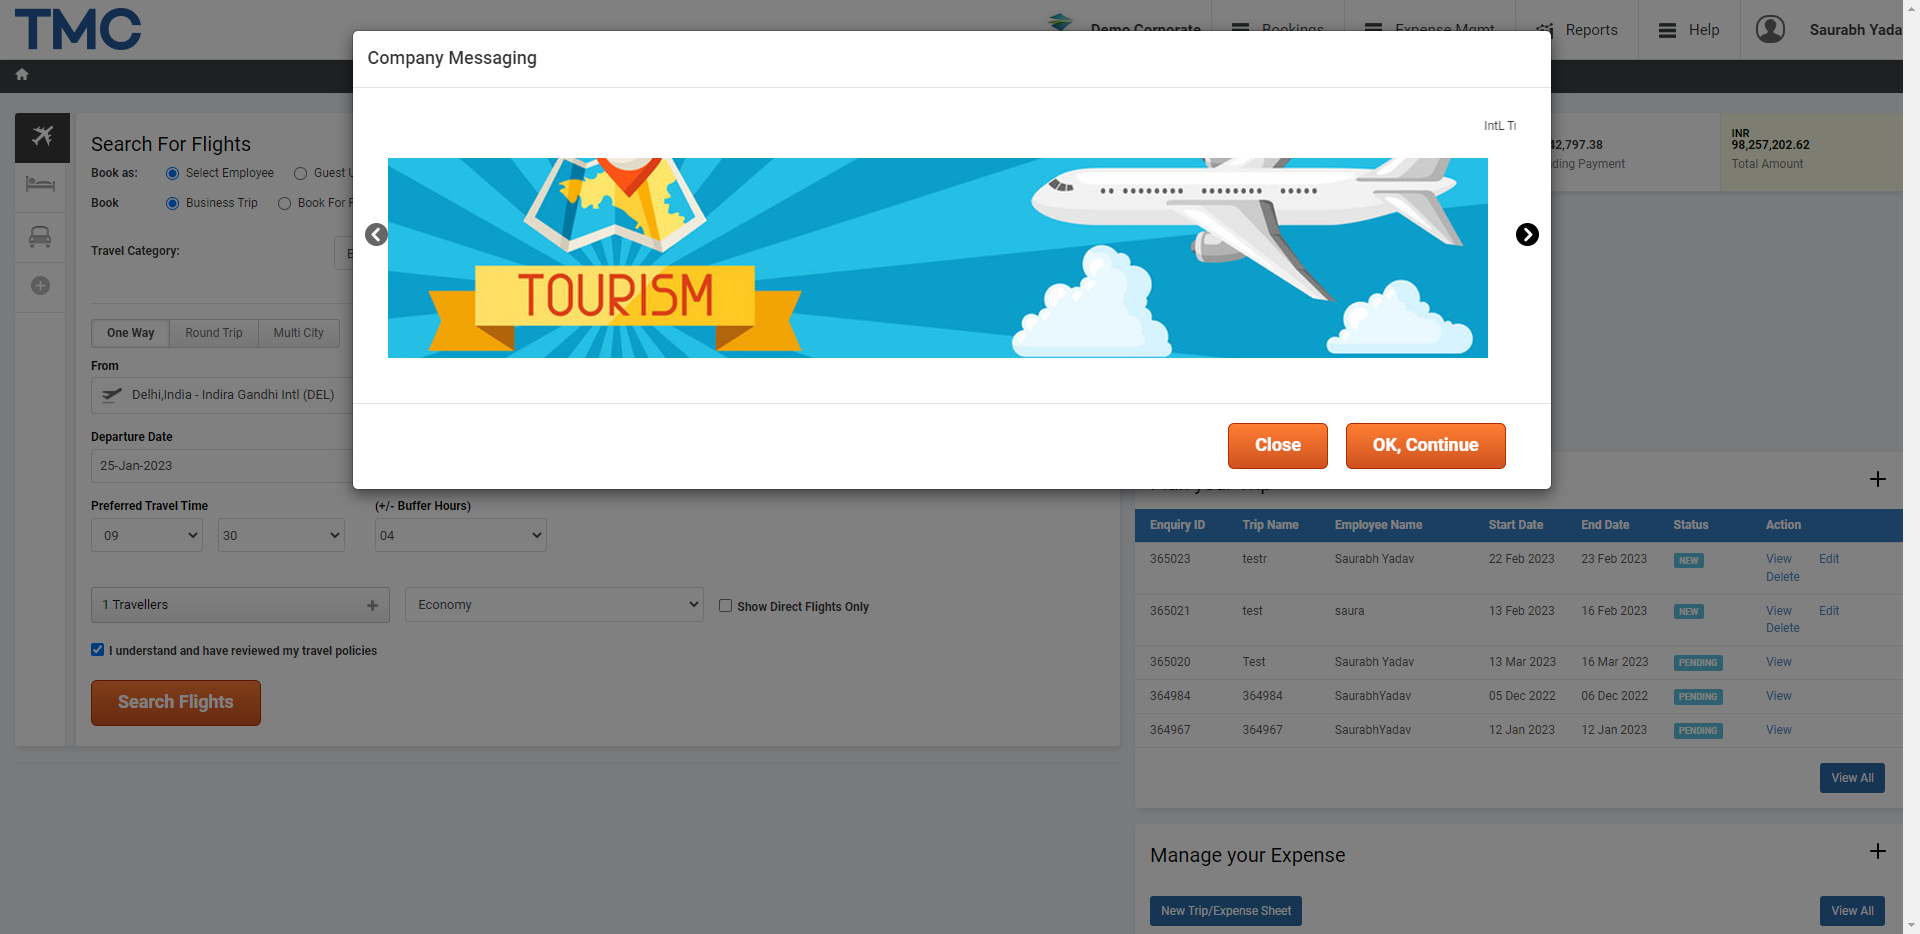 TMC
Demo Corporate
Bookings
Expense Mgmt
Reports
Help
Saurabh Yada
Company Messaging
IntL Tr
TOURISM
Close
OK, Continue
Search For Flights
Book as:
Select Employee
Guest U
Book
Business Trip
Book For
Travel Category:
One Way
Round Trip
Multi City
From
Delhi,India - Indira Gandhi Intl (DEL)
Departure Date
25-Jan-2023
Preferred Travel Time
(+/- Buffer Hours)
09
30
04
1 Travellers
Economy
Show Direct Flights Only
I understand and have reviewed my travel policies
Search Flights
42,797.38
ding Payment
INR
98,257,202.62
Total Amount
Enquiry ID Trip Name Employee Name Start Date End Date Status Action
365023 testr Saurabh Yadav 22 Feb 2023 23 Feb 2023 NEW View Edit
Delete
365021 test saura 13 Feb 2023 16 Feb 2023 NEW View Edit
Delete
365020 Test Saurabh Yadav 13 Mar 2023 16 Mar 2023 PENDING View
364984 364984 SaurabhYadav 05 Dec 2022 06 Dec 2022 PENDING View
364967 364967 SaurabhYadav 12 Jan 2023 12 Jan 2023 PENDING View
View All
Manage your Expense
New Trip/Expense Sheet
View All